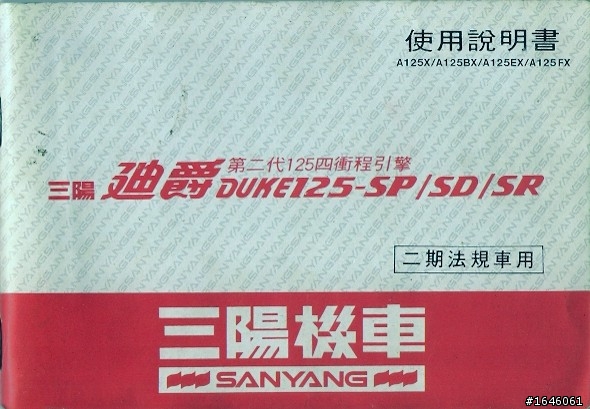 使用說明書
A125X/A125BX/A125EX/A125FX
第二代125四衝程引擎
三陽 迪爵 DUKE125-SP/SD/SR
二期法規車用
三陽機車
SANYANG
#1646061